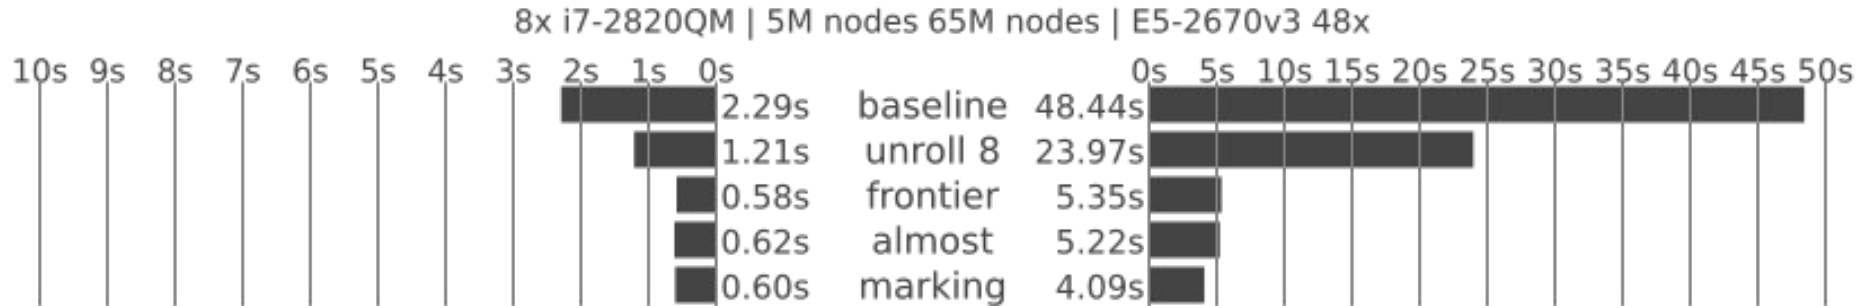 8x i7-2820QM | 5M nodes 65M nodes | E5-2670v3 48x
10s 9s 8s 7s 6s 5s 4s 3s 2s 1s 0s 0s 5s 10s 15s 20s 25s 30s 35s 40s 45s 50s
2.29s baseline 48.44s
1.21s unroll 8 23.97s
0.58s frontier 5.35s
0.62s almost 5.22s
0.60s marking 4.09s